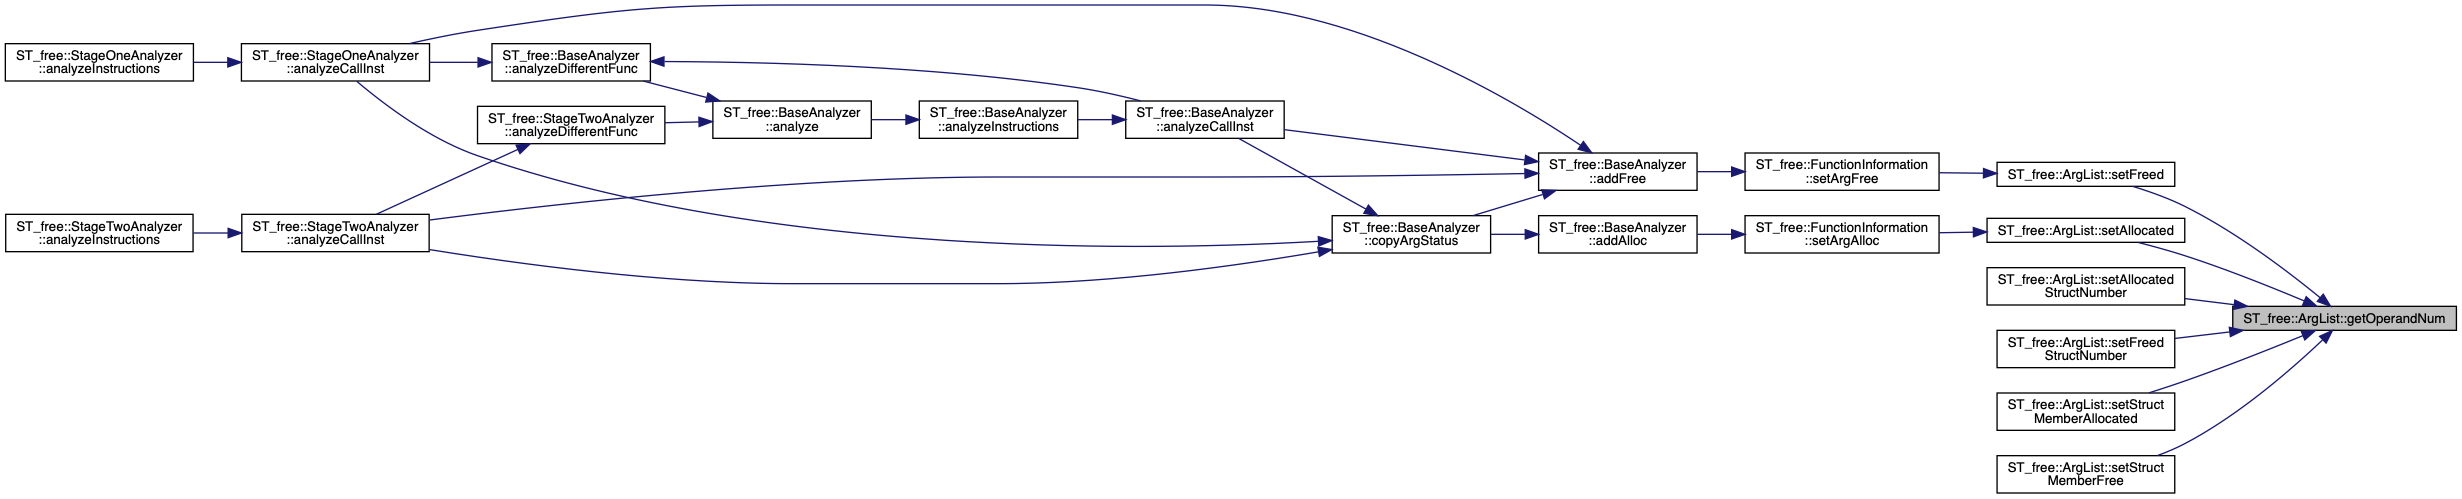 ST_free::StageOneAnalyzer
::analyzeInstructions
ST_free::StageOneAnalyzer
::analyzeCallInst
ST_free::BaseAnalyzer
::analyzeDifferentFunc
ST_free::StageTwoAnalyzer
::analyzeDifferentFunc
ST_free::BaseAnalyzer
::analyze
ST_free::BaseAnalyzer
::analyzeInstructions
ST_free::BaseAnalyzer
::analyzeCallInst
ST_free::StageTwoAnalyzer
::analyzeInstructions
ST_free::StageTwoAnalyzer
::analyzeCallInst
ST_free::BaseAnalyzer
::copyArgStatus
ST_free::BaseAnalyzer
::addFree
ST_free::BaseAnalyzer
::addAlloc
ST_free::FunctionInformation
::setArgFree
ST_free::FunctionInformation
::setArgAlloc
ST_free::ArgList::setFreed
ST_free::ArgList::setAllocated
ST_free::ArgList::setAllocated
StructNumber
ST_free::ArgList::setFreed
StructNumber
ST_free::ArgList::setStruct
MemberAllocated
ST_free::ArgList::setStruct
MemberFree
ST_free::ArgList::getOperandNum